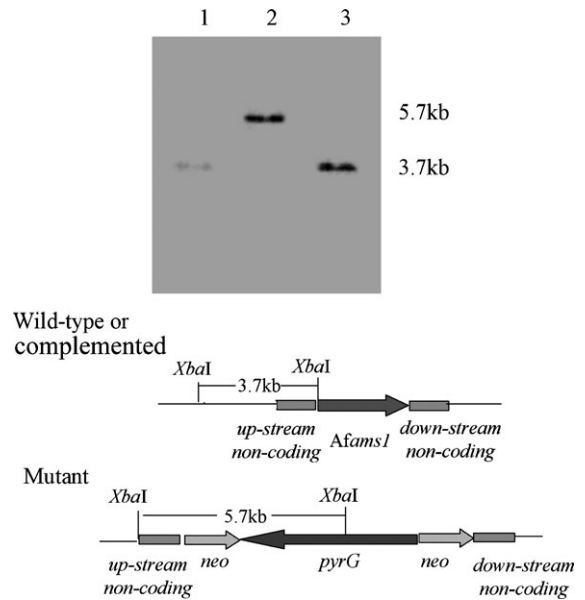 1 2 3
5.7kb
3.7kb
Wild-type or
complemented
XbaI XbaI
3.7kb
up-stream Afams1 down-stream
non-coding non-coding
Mutant
XbaI XbaI
5.7kb
up-stream neo pyrG neo down-stream
non-coding non-coding